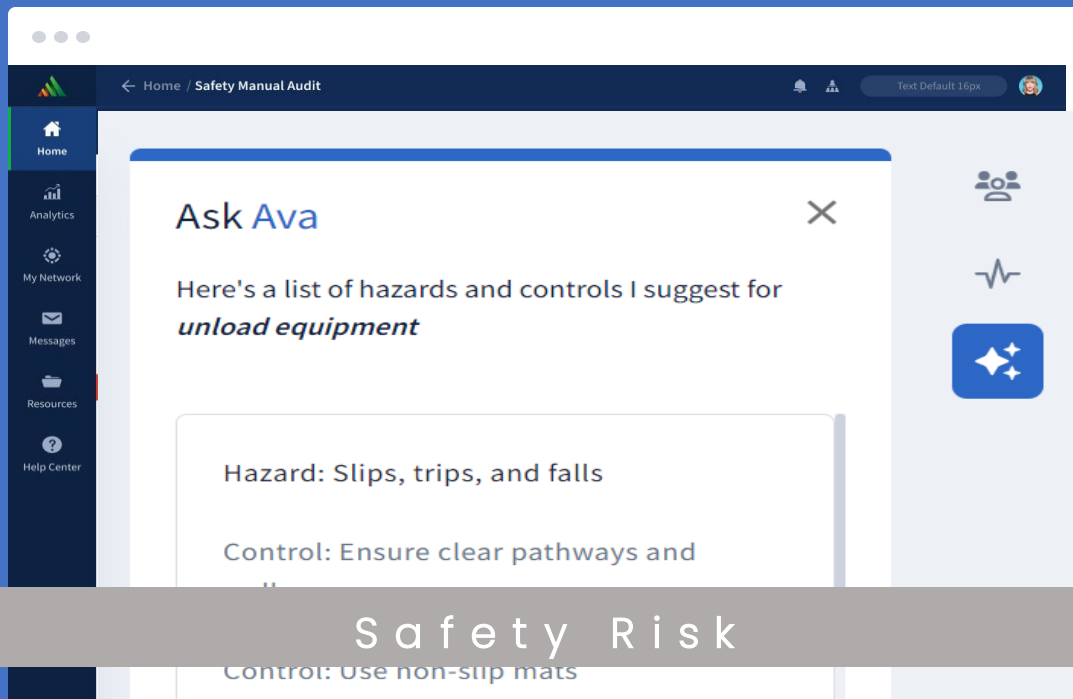 ← Home / Safety Manual Audit
Text Default 16px
Home
Analytics
My Network
Messages
Resources
Help Center
Ask Ava
Here's a list of hazards and controls I suggest for
unload equipment
Hazard: Slips, trips, and falls
Control: Ensure clear pathways and
Safety Risk
Control: Use non-slip mats